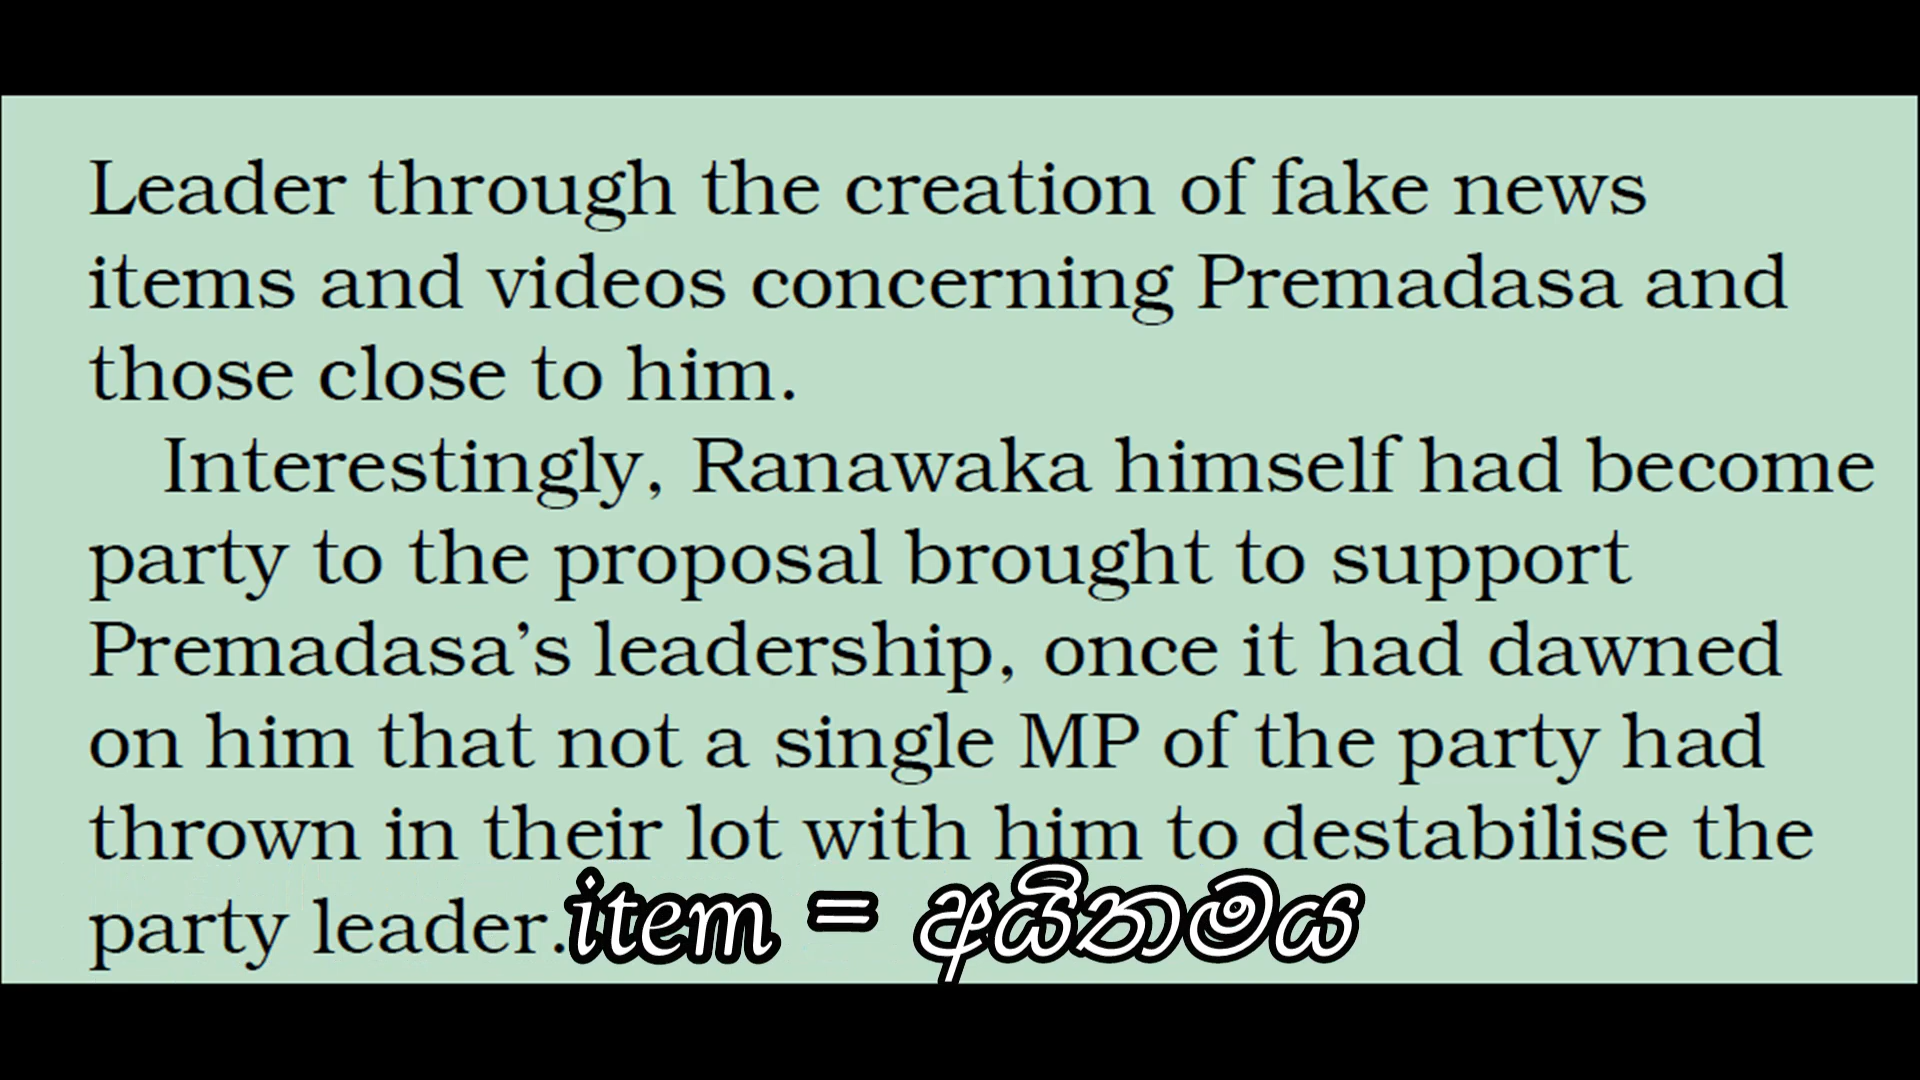 Leader through the creation of fake news
items and videos concerning Premadasa and
those close to him.
Interestingly, Ranawaka himself had become
party to the proposal brought to support
Premadasa’s leadership, once it had dawned
on him that not a single MP of the party had
thrown in their lot with him to destabilise the
party leader.
item = අයිතමය